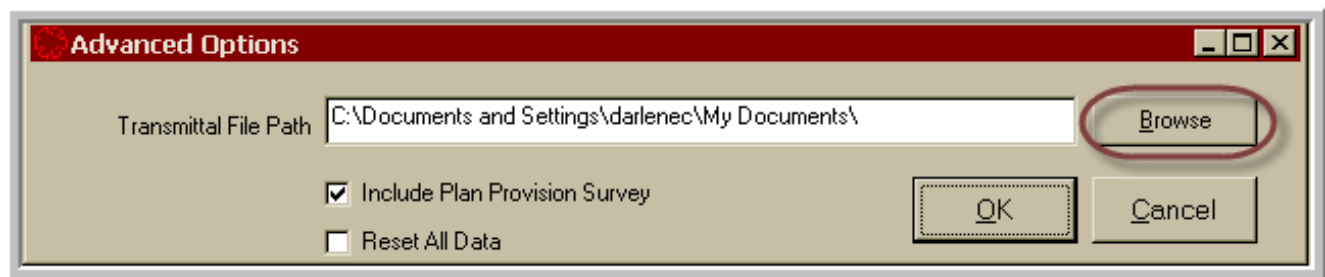 Advanced Options
Transmittal File Path C:\Documents and Settings\darlenec\My Documents\ Browse
Include Plan Provision Survey
OK Cancel
Reset All Data